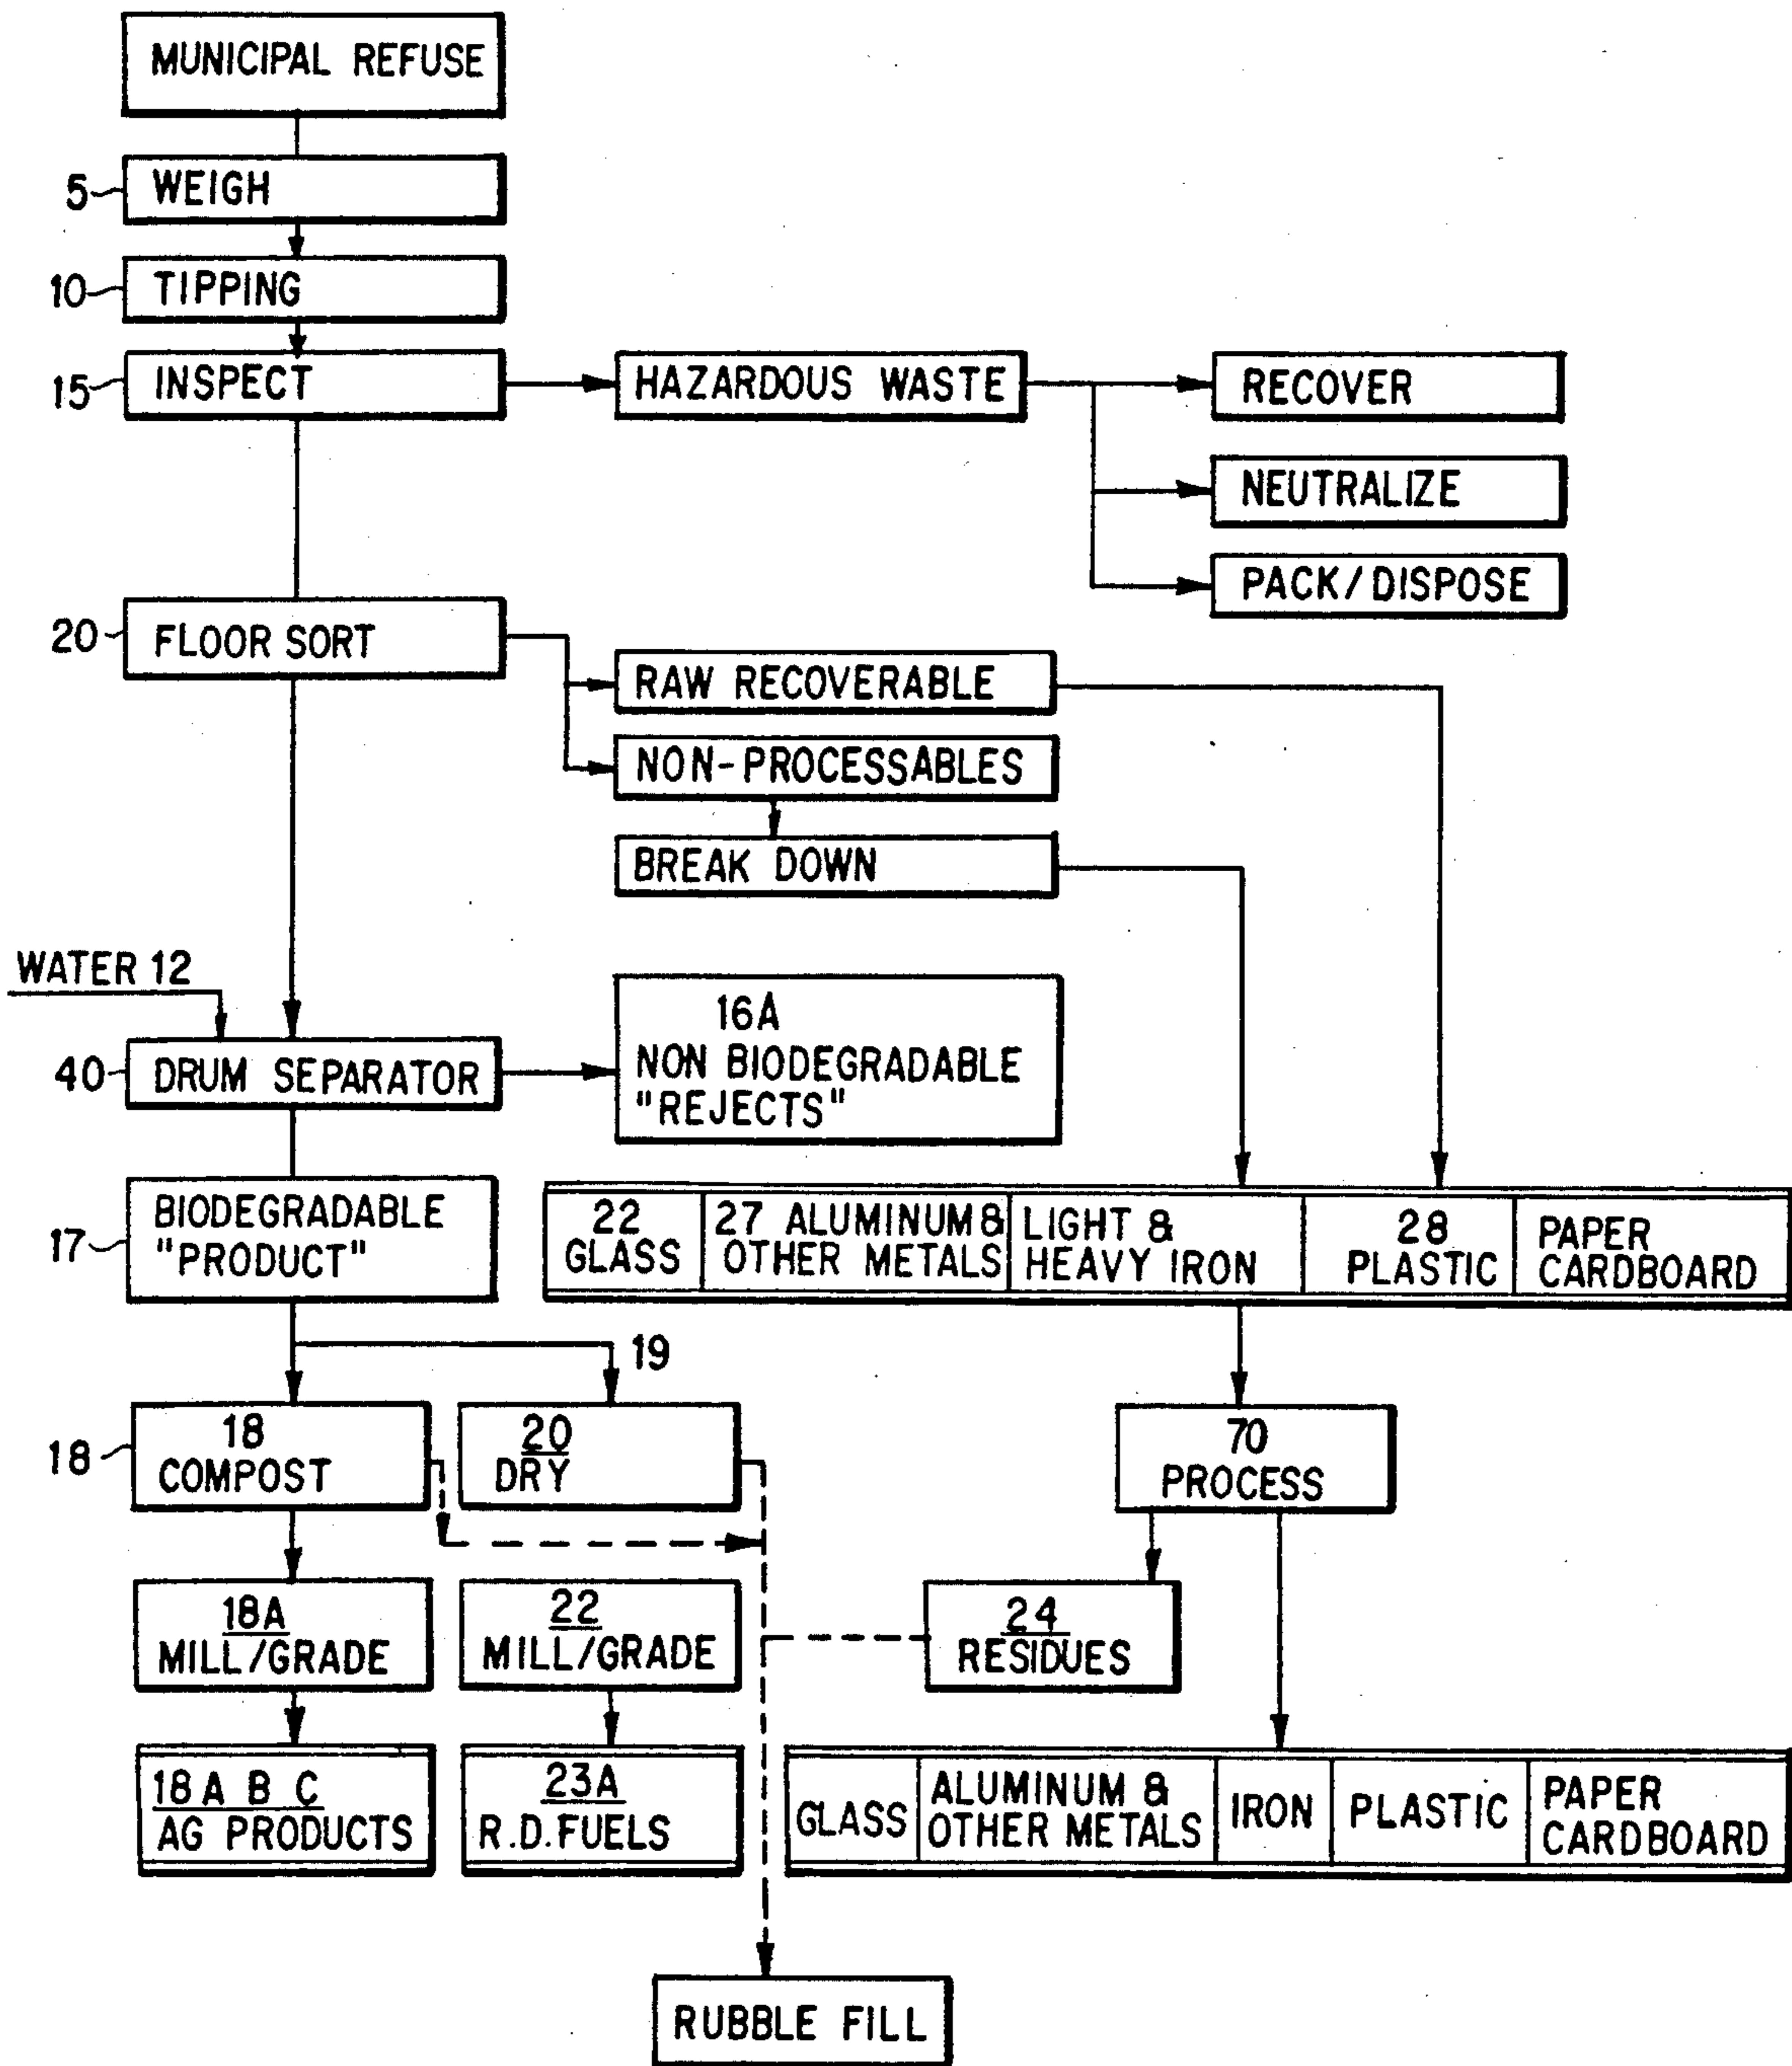 MUNICIPAL REFUSE
5
WEIGH
10
TIPPING
15
INSPECT
HAZARDOUS WASTE
RECOVER
NEUTRALIZE
PACK/DISPOSE
20
FLOOR SORT
RAW RECOVERABLE
NON-PROCESSABLES
BREAK DOWN
WATER 12
40
DRUM SEPARATOR
16A
NON BIODEGRADABLE
"REJECTS"
17
BIODEGRADABLE
"PRODUCT"
22
GLASS
27 ALUMINUM &
OTHER METALS
LIGHT &
HEAVY IRON
28
PLASTIC
PAPER
CARDBOARD
19
18
18
COMPOST
20
DRY
70
PROCESS
18A
MILL/GRADE
22
MILL/GRADE
24
RESIDUES
18A B C
AG PRODUCTS
23A
R.D.FUELS
GLASS
ALUMINUM &
OTHER METALS
IRON
PLASTIC
PAPER
CARDBOARD
RUBBLE FILL